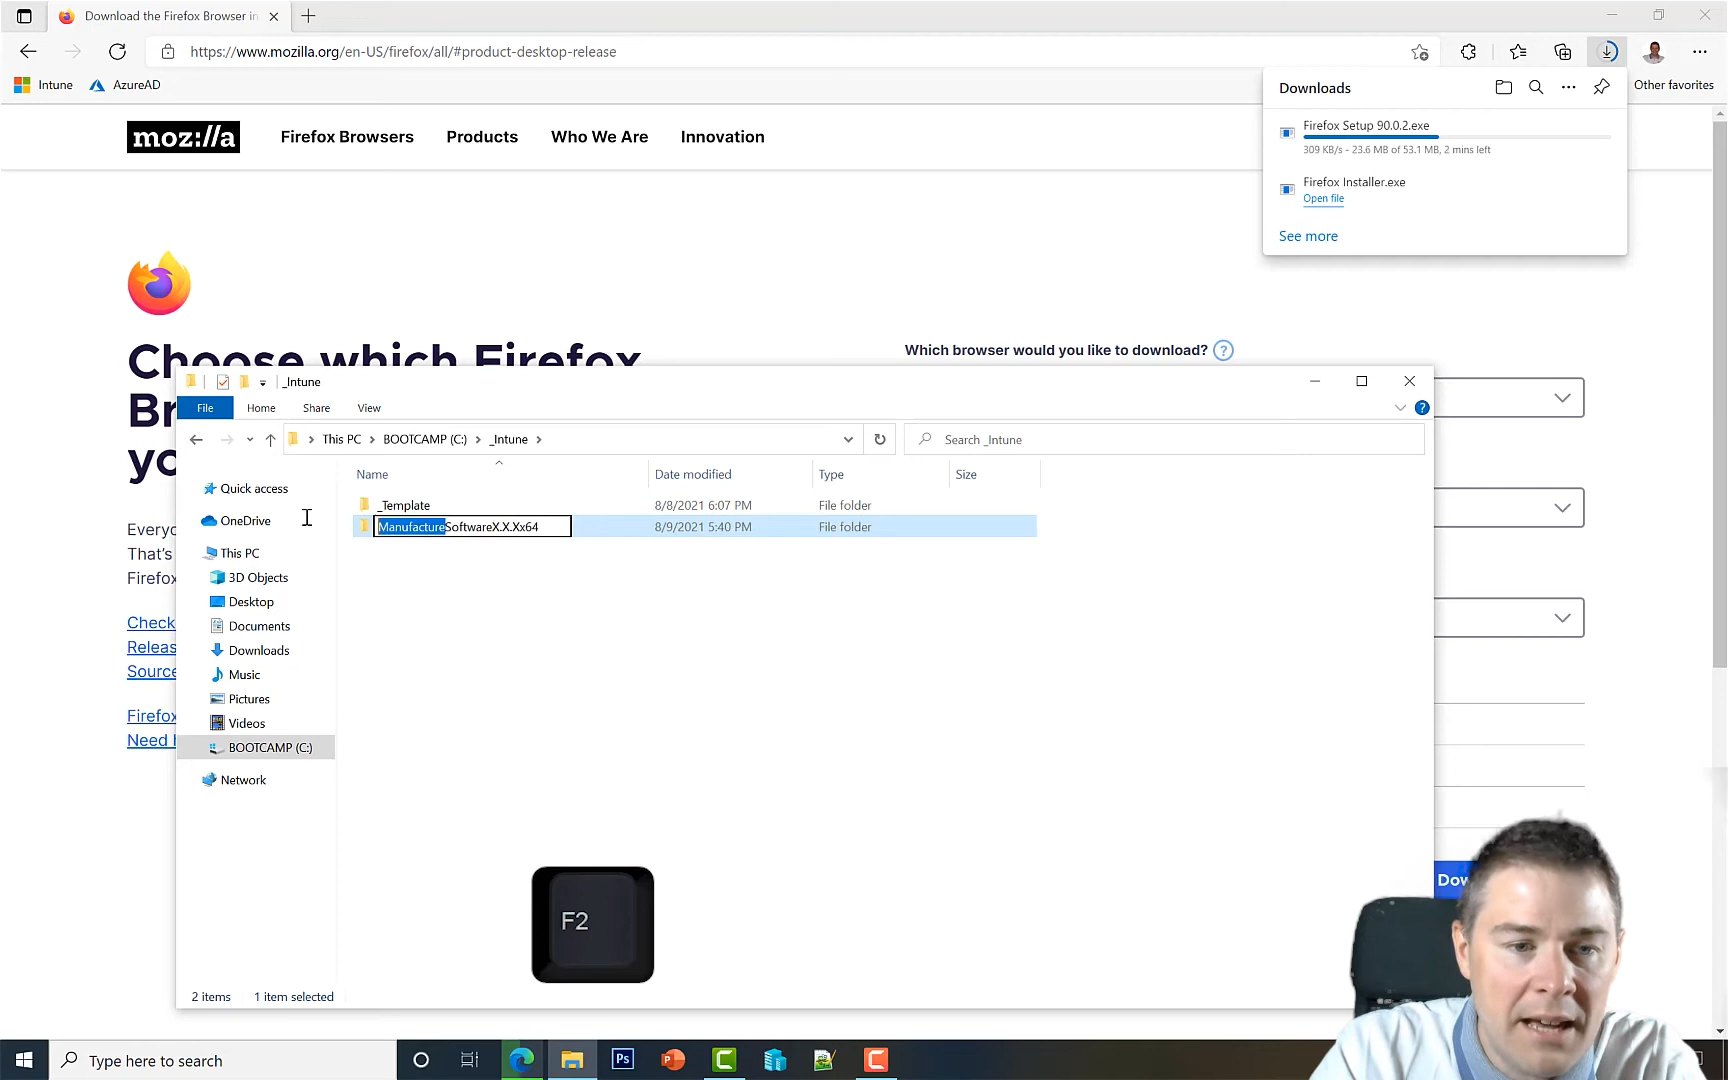 Download the Firefox Browser in
https://www.mozilla.org/en-US/firefox/all/#product-desktop-release
Intune
AzureAD
Other favorites
Downloads
Firefox Setup 90.0.2.exe
309 KB/s - 23.6 MB of 53.1 MB, 2 mins left
Firefox Installer.exe
Open file
See more
moz://a
Firefox Browsers
Products
Who We Are
Innovation
Choose which Firefox
Which browser would you like to download?
?
Br
yo
Everyo
That's
Firefox
Check
Releas
Source
Firefox
Need
_Intune
File
Home
Share
View
?
This PC
BOOTCAMP (C:)
_Intune
Search _Intune
Name
Date modified
Type
Size
_Template
8/8/2021 6:07 PM
File folder
ManufactureSoftwareX.X.Xx64
8/9/2021 5:40 PM
File folder
Quick access
OneDrive
This PC
3D Objects
Desktop
Documents
Downloads
Music
Pictures
Videos
BOOTCAMP (C:)
Network
F2
2 items
1 item selected
Dow
Type here to search
Ps
P
C
C